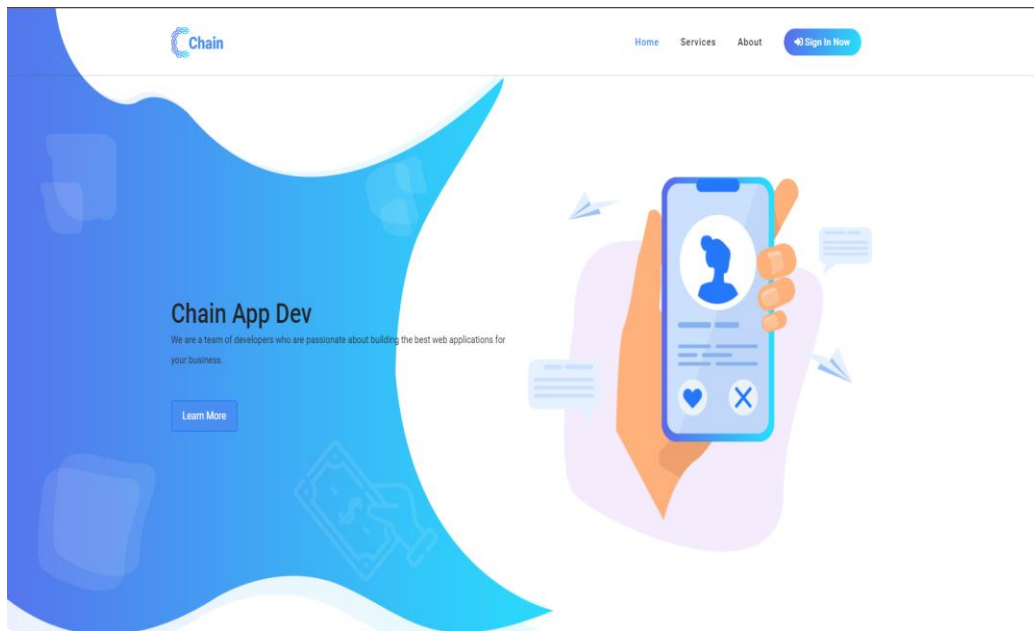 Chain
Home Services About Sign In Now
Chain App Dev
We are a team of developers who are passionate about building the best web applications for
your business.
Learn More
$